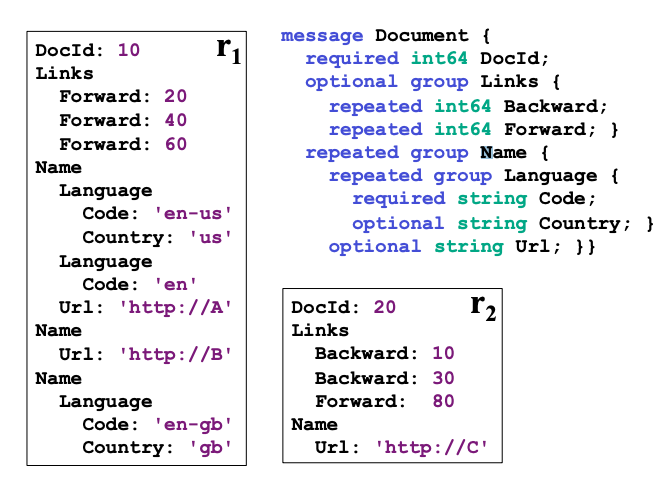 DocId: 10 r1
Links
Forward: 20
Forward: 40
Forward: 60
Name
Language
Code: 'en-us'
Country: 'us'
Language
Code: 'en'
Url: 'http://A'
Name
Url: 'http://B'
Name
Language
Code: 'en-gb'
Country: 'gb'
message Document {
required int64 DocId;
optional group Links {
repeated int64 Backward;
repeated int64 Forward; }
repeated group Name {
repeated group Language {
required string Code;
optional string Country; }
optional string Url; }}
DocId: 20 r2
Links
Backward: 10
Backward: 30
Forward: 80
Name
Url: 'http://C'